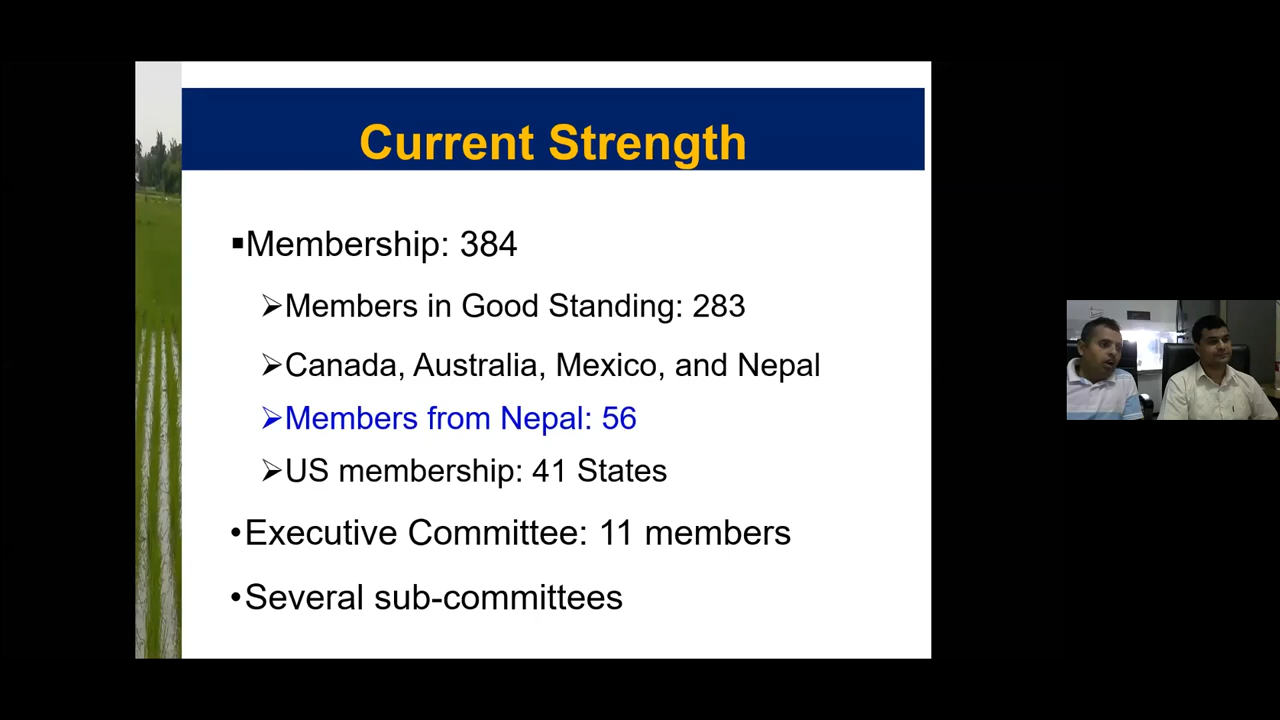 Current Strength
▪Membership: 384
➢Members in Good Standing: 283
➢Canada, Australia, Mexico, and Nepal
➢Members from Nepal: 56
➢US membership: 41 States
•Executive Committee: 11 members
•Several sub-committees